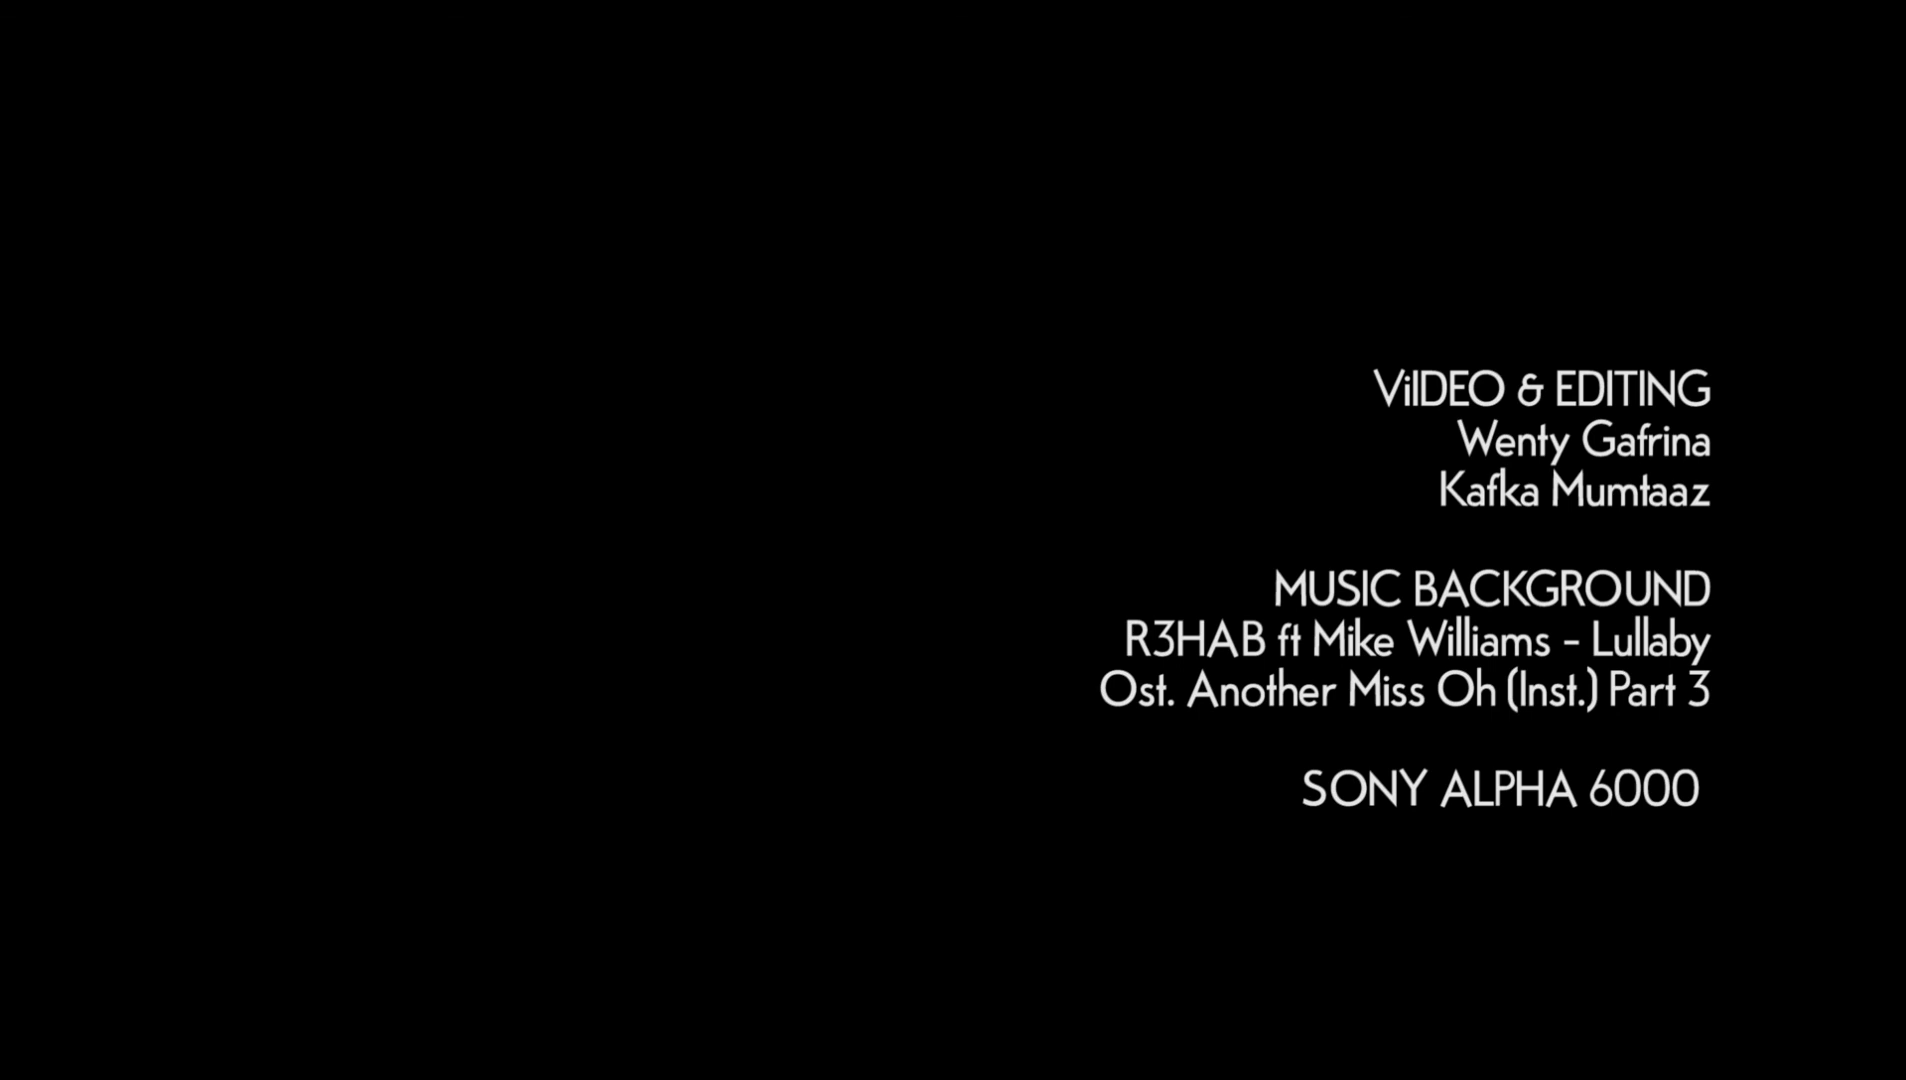 ViIDEO & EDITING
Wenty Gafrina
Kafka Mumtaaz
MUSIC BACKGROUND
R3HAB ft Mike Williams - Lullaby
Ost. Another Miss Oh (Inst.) Part 3
SONY ALPHA 6000